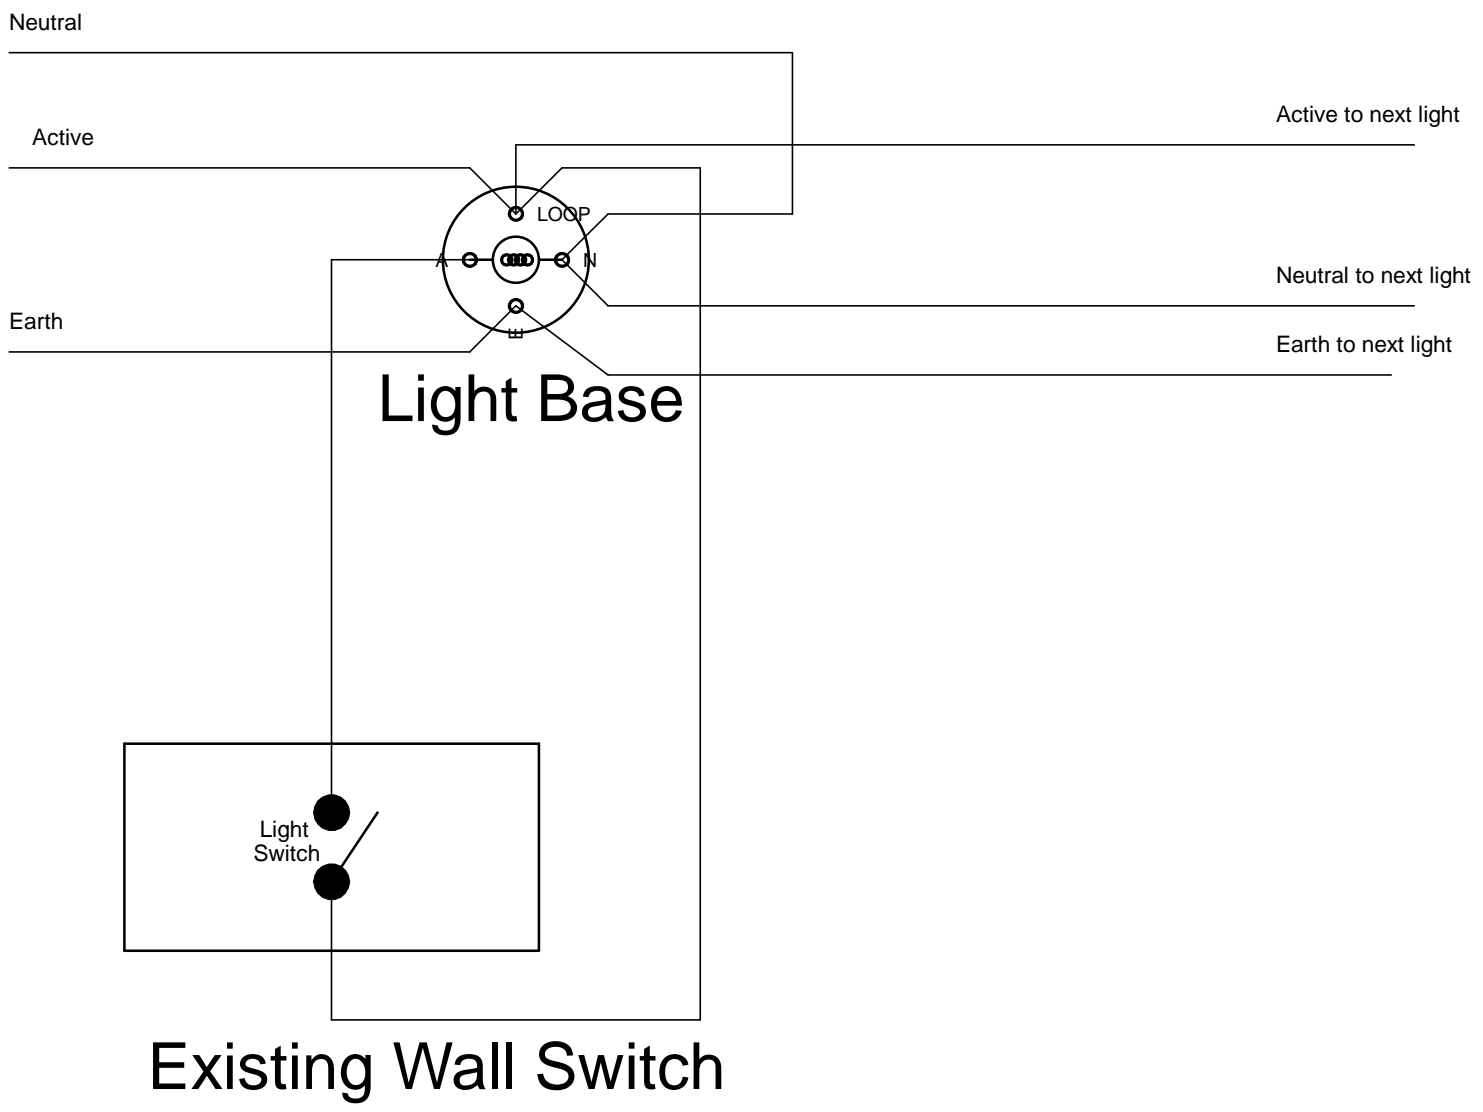 Neutral
Active to next light
Active
LOOP
A
N
Neutral to next light
Earth
E
Earth to next light
Light Base
Light
Switch
Existing Wall Switch